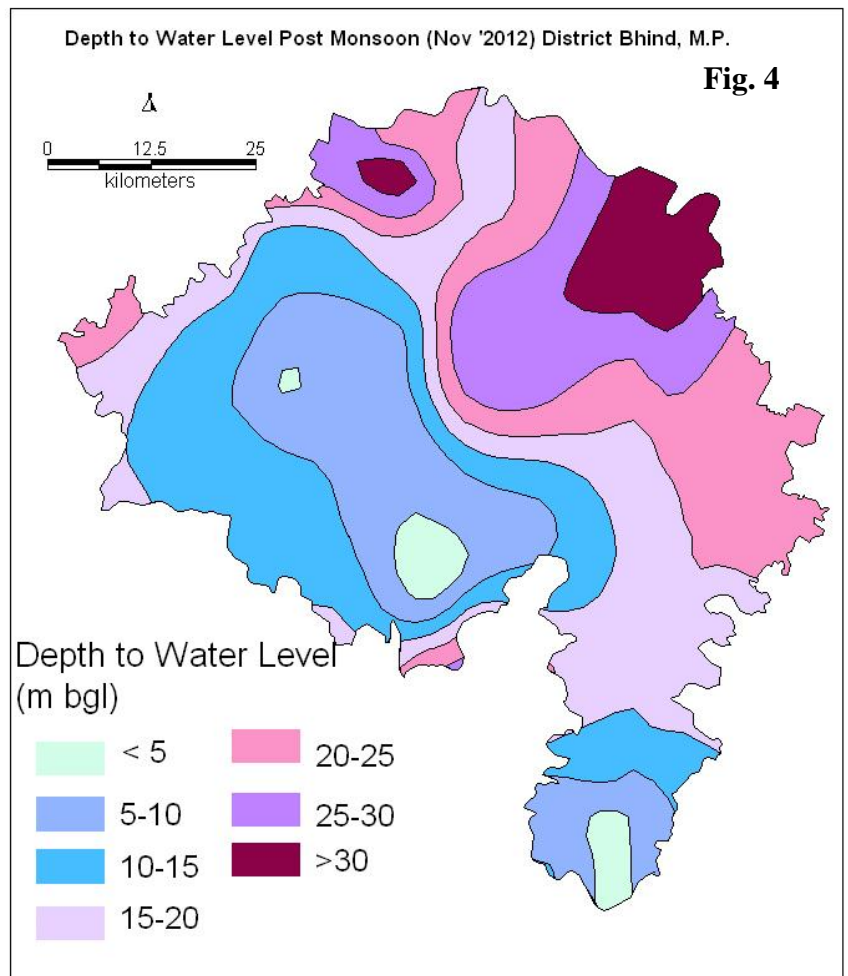 Depth to Water Level Post Monsoon (Nov '2012) District Bhind, M.P.
Fig. 4
0 12.5 25
kilometers
Depth to Water Level
(m bgl)
< 5
5-10
10-15
15-20
20-25
25-30
>30